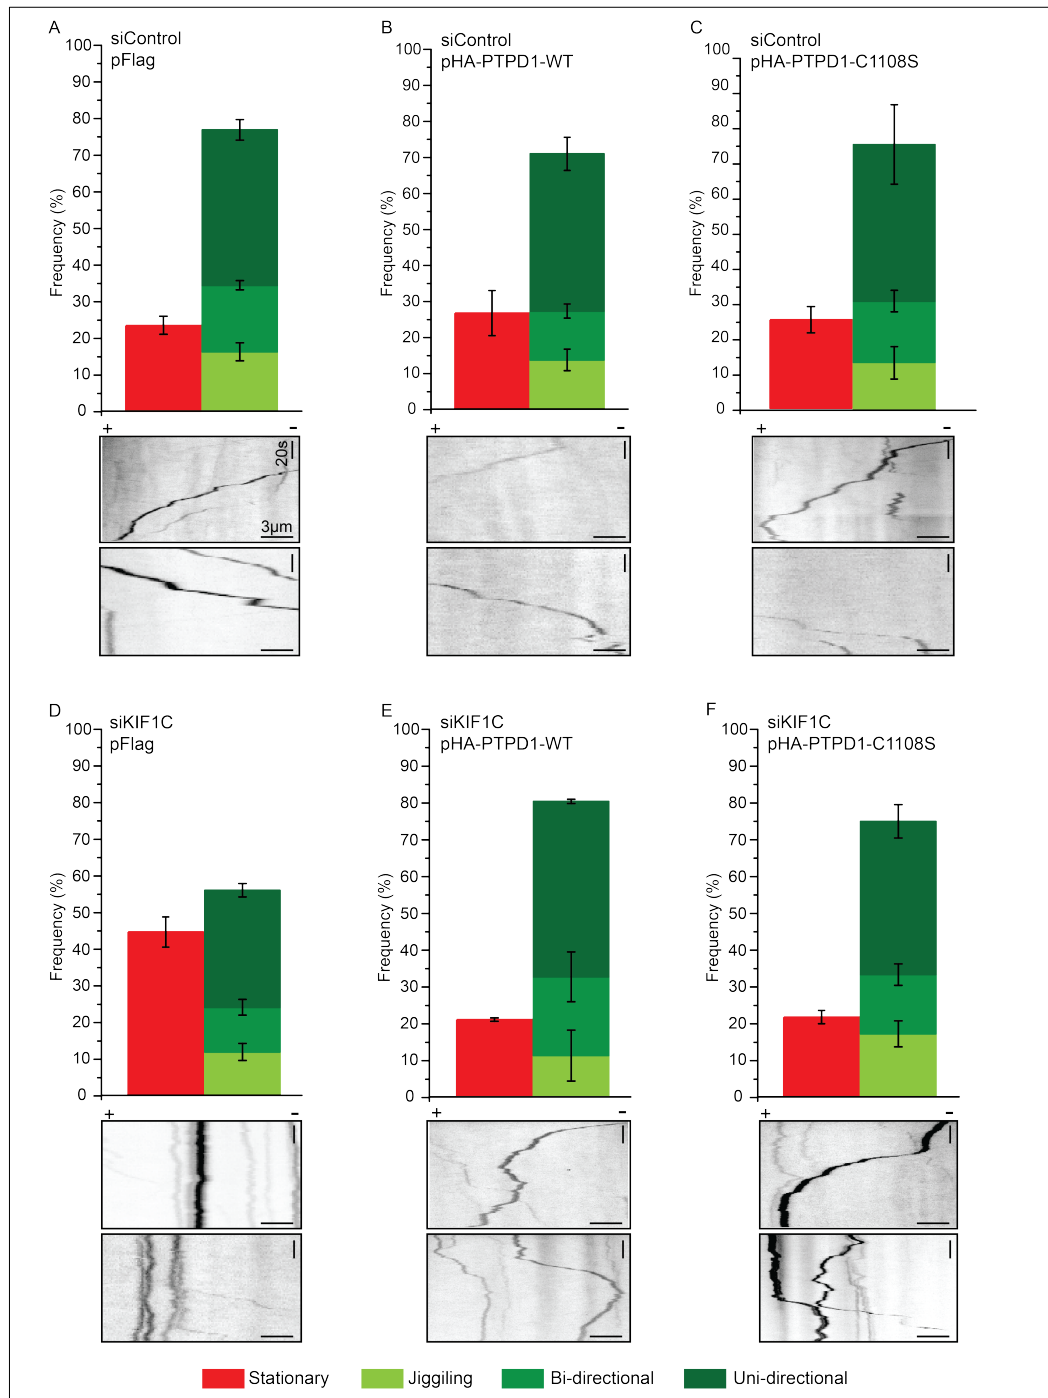 A
siControl
pFlag
100
90
80
70
60
50
40
30
20
10
0
Frequency (%)
+
-
20s
3µm
B
siControl
pHA-PTPD1-WT
100
90
80
70
60
50
40
30
20
10
0
Frequency (%)
+
-
C
siControl
pHA-PTPD1-C1108S
100
90
80
70
60
50
40
30
20
10
0
Frequency (%)
+
-
D
siKIF1C
pFlag
100
90
80
70
60
50
40
30
20
10
0
Frequency (%)
+
-
E
siKIF1C
pHA-PTPD1-WT
100
90
80
70
60
50
40
30
20
10
0
Frequency (%)
+
-
F
siKIF1C
pHA-PTPD1-C1108S
100
90
80
70
60
50
40
30
20
10
0
Frequency (%)
+
-
Stationary
Jiggiling
Bi-directional
Uni-directional